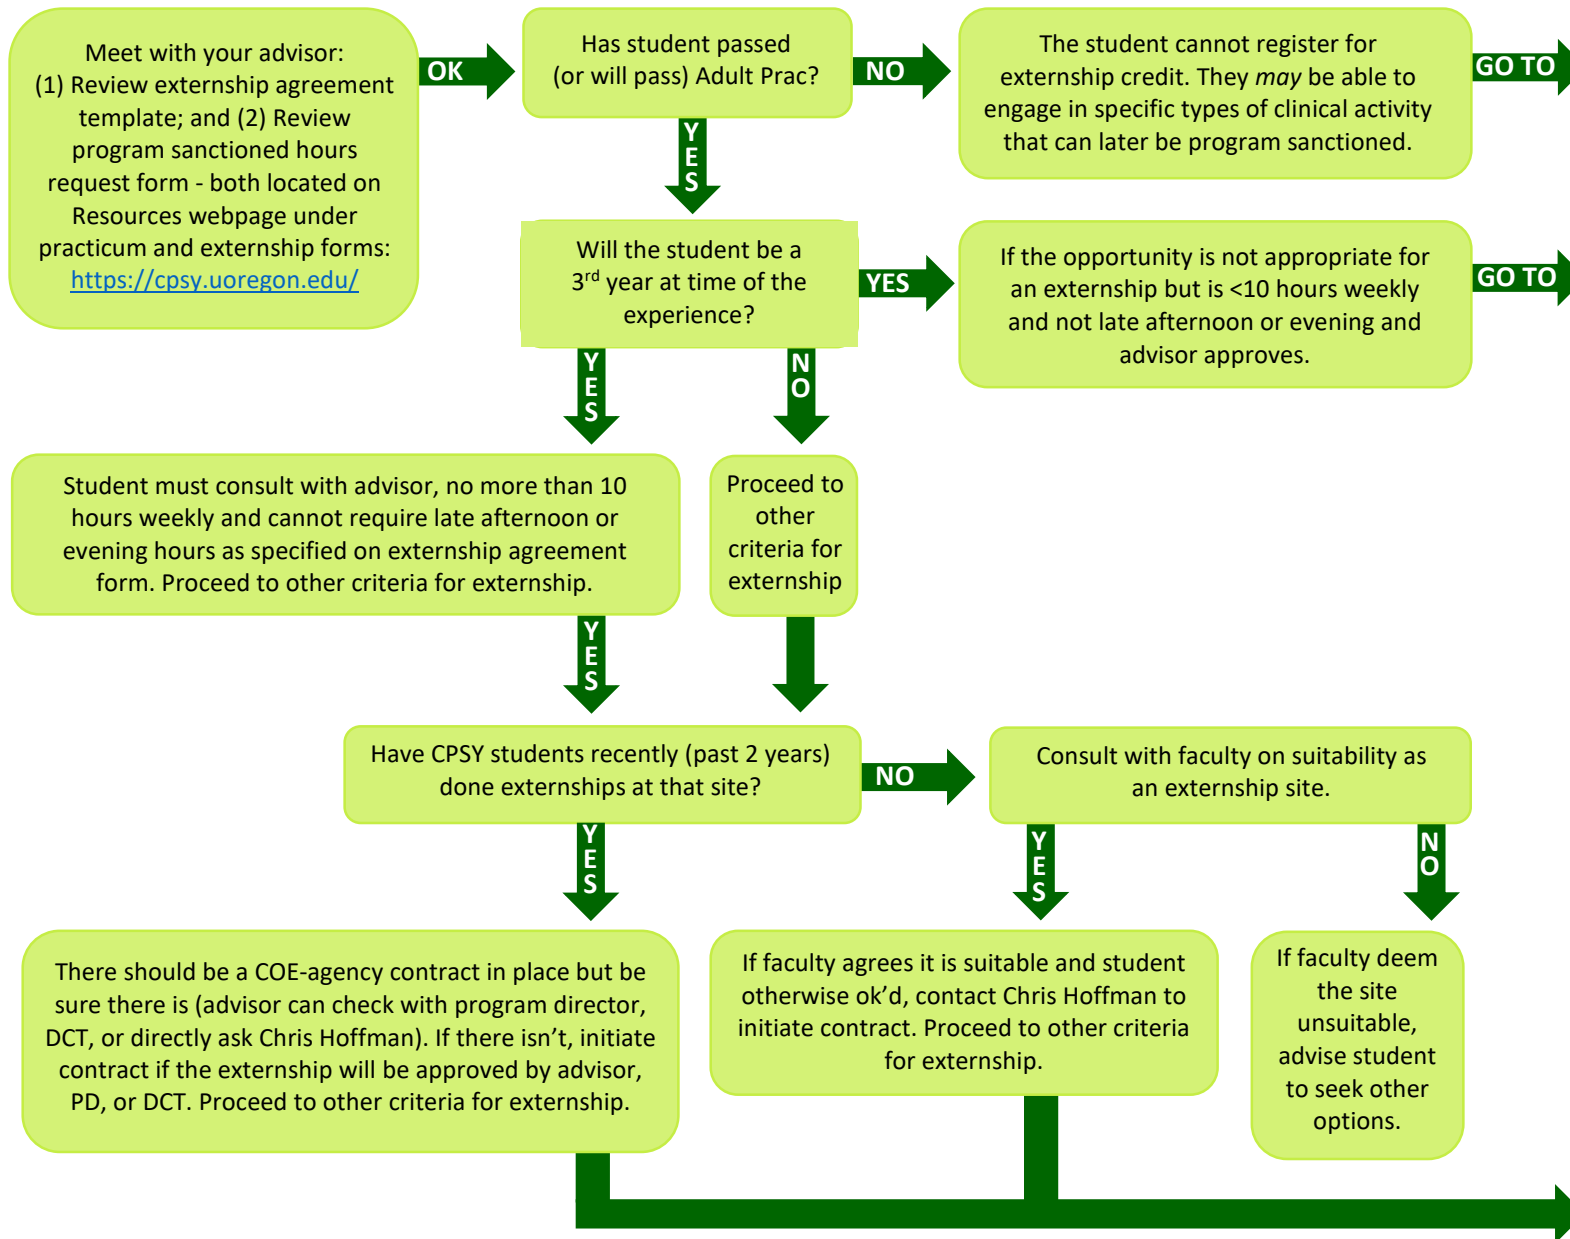 Meet with your advisor:
(1) Review externship agreement
template; and (2) Review
program sanctioned hours
request form - both located on
Resources webpage under
practicum and externship forms:
https://cpsy.uoregon.edu/
OK
Has student passed
(or will pass) Adult Prac?
NO
The student cannot register for
externship credit. They may be able to
engage in specific types of clinical activity
that can later be program sanctioned.
GO TO
YES
Will the student be a
3rd year at time of the
experience?
YES
If the opportunity is not appropriate for
an externship but is <10 hours weekly
and not late afternoon or evening and
advisor approves.
GO TO
YES
NO
Student must consult with advisor, no more than 10
hours weekly and cannot require late afternoon or
evening hours as specified on externship agreement
form. Proceed to other criteria for externship.
Proceed to
other
criteria for
externship
YES
Have CPSY students recently (past 2 years)
done externships at that site?
NO
Consult with faculty on suitability as
an externship site.
YES
YES
NO
There should be a COE-agency contract in place but be
sure there is (advisor can check with program director,
DCT, or directly ask Chris Hoffman). If there isn’t, initiate
contract if the externship will be approved by advisor,
PD, or DCT. Proceed to other criteria for externship.
If faculty agrees it is suitable and student
otherwise ok’d, contact Chris Hoffman to
initiate contract. Proceed to other criteria
for externship.
If faculty deem
the site
unsuitable,
advise student
to seek other
options.